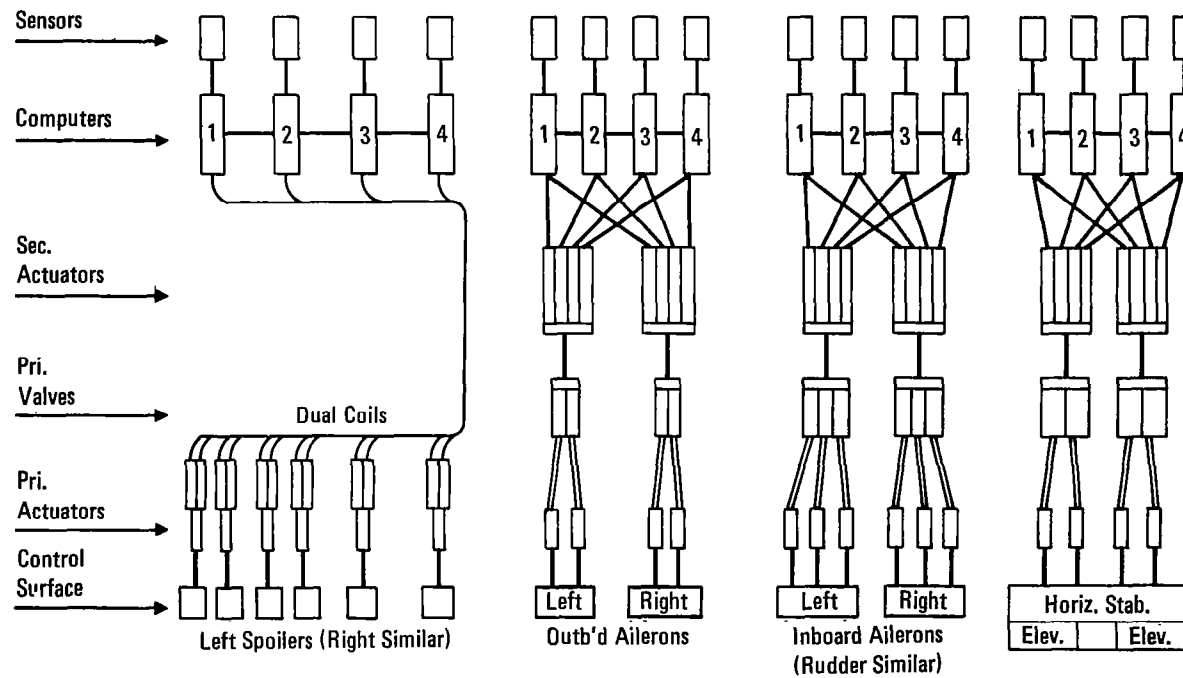 Sensors
Computers
1 2 3 4
1 2 3 4
1 2 3 4
1 2 3 4
Sec.
Actuators
Pri.
Valves
Dual Coils
Pri.
Actuators
Control
Surface
Left Right
Left Right
Horiz. Stab.
Elev. Elev.
Left Spoilers (Right Similar)
Outb'd Ailerons
Inboard Ailerons
(Rudder Similar)